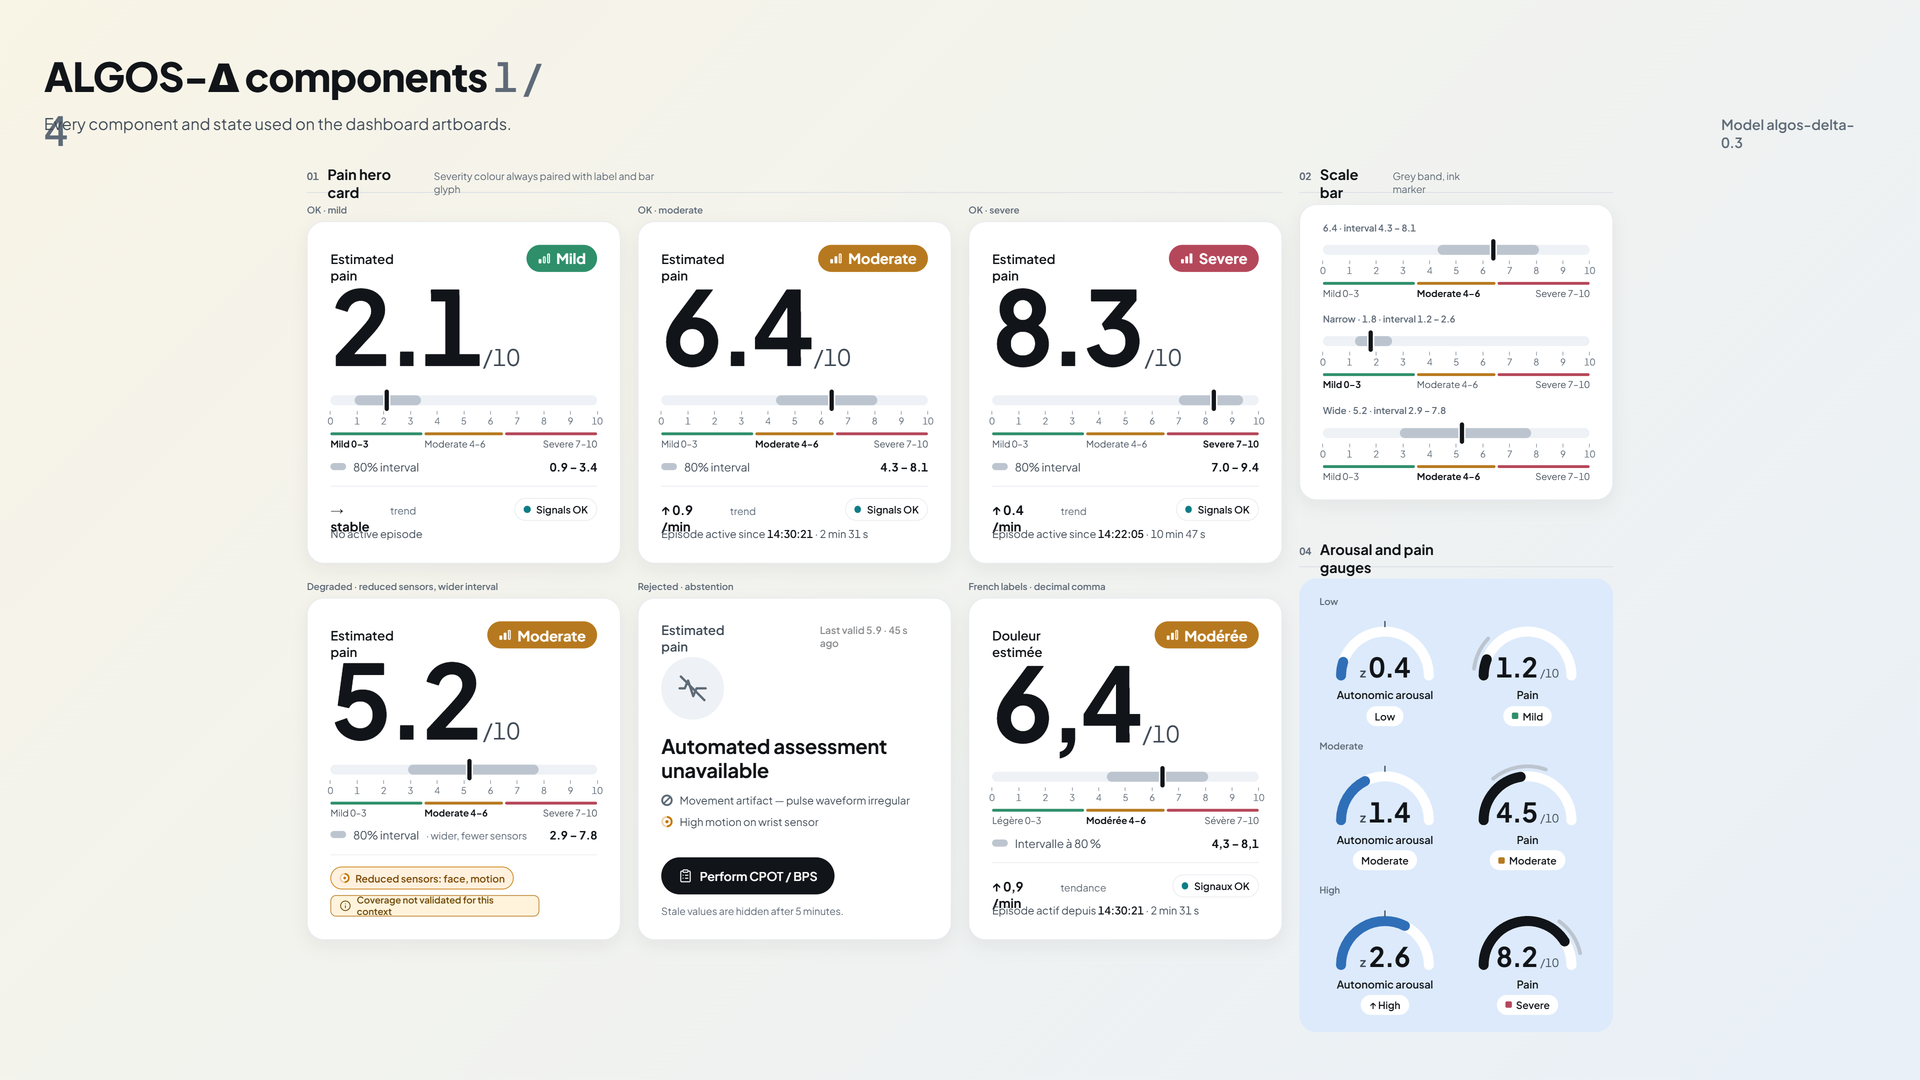 ALGOS-Δ components 1 /
4
Every component and state used on the dashboard artboards.
Model algos-delta-
0.3
01 Pain hero
card
Severity colour always paired with label and bar
glyph
OK · mild
Estimated
pain
Mild
2.1/10
0 1 2 3 4 5 6 7 8 9 10
Mild 0–3 Moderate 4–6 Severe 7–10
80% interval 0.9 – 3.4
→
stable
trend
Signals OK
No active episode
OK · moderate
Estimated
pain
Moderate
6.4/10
0 1 2 3 4 5 6 7 8 9 10
Mild 0–3 Moderate 4–6 Severe 7–10
80% interval 4.3 – 8.1
↑ 0.9
/min
trend
Signals OK
Episode active since 14:30:21 · 2 min 31 s
OK · severe
Estimated
pain
Severe
8.3/10
0 1 2 3 4 5 6 7 8 9 10
Mild 0–3 Moderate 4–6 Severe 7–10
80% interval 7.0 – 9.4
↑ 0.4
/min
trend
Signals OK
Episode active since 14:22:05 · 10 min 47 s
Degraded · reduced sensors, wider interval
Estimated
pain
Moderate
5.2/10
0 1 2 3 4 5 6 7 8 9 10
Mild 0–3 Moderate 4–6 Severe 7–10
80% interval · wider, fewer sensors 2.9 – 7.8
Reduced sensors: face, motion
Coverage not validated for this
context
Rejected · abstention
Estimated
pain
Last valid 5.9 · 45 s
ago
Automated assessment
unavailable
Movement artifact — pulse waveform irregular
High motion on wrist sensor
Perform CPOT / BPS
Stale values are hidden after 5 minutes.
French labels · decimal comma
Douleur
estimée
Modérée
6,4/10
0 1 2 3 4 5 6 7 8 9 10
Légère 0–3 Modérée 4–6 Sévère 7–10
Intervalle à 80 % 4,3 – 8,1
↑ 0,9
/min
tendance
Signaux OK
Épisode actif depuis 14:30:21 · 2 min 31 s
02 Scale
bar
Grey band, ink
marker
6.4 · interval 4.3 – 8.1
0 1 2 3 4 5 6 7 8 9 10
Mild 0–3 Moderate 4–6 Severe 7–10
Narrow · 1.8 · interval 1.2 – 2.6
0 1 2 3 4 5 6 7 8 9 10
Mild 0–3 Moderate 4–6 Severe 7–10
Wide · 5.2 · interval 2.9 – 7.8
0 1 2 3 4 5 6 7 8 9 10
Mild 0–3 Moderate 4–6 Severe 7–10
04 Arousal and pain
gauges
Low
z 0.4 1.2 /10
Autonomic arousal Pain
Low Mild
Moderate
z 1.4 4.5 /10
Autonomic arousal Pain
Moderate Moderate
High
z 2.6 8.2 /10
Autonomic arousal Pain
↑ High Severe